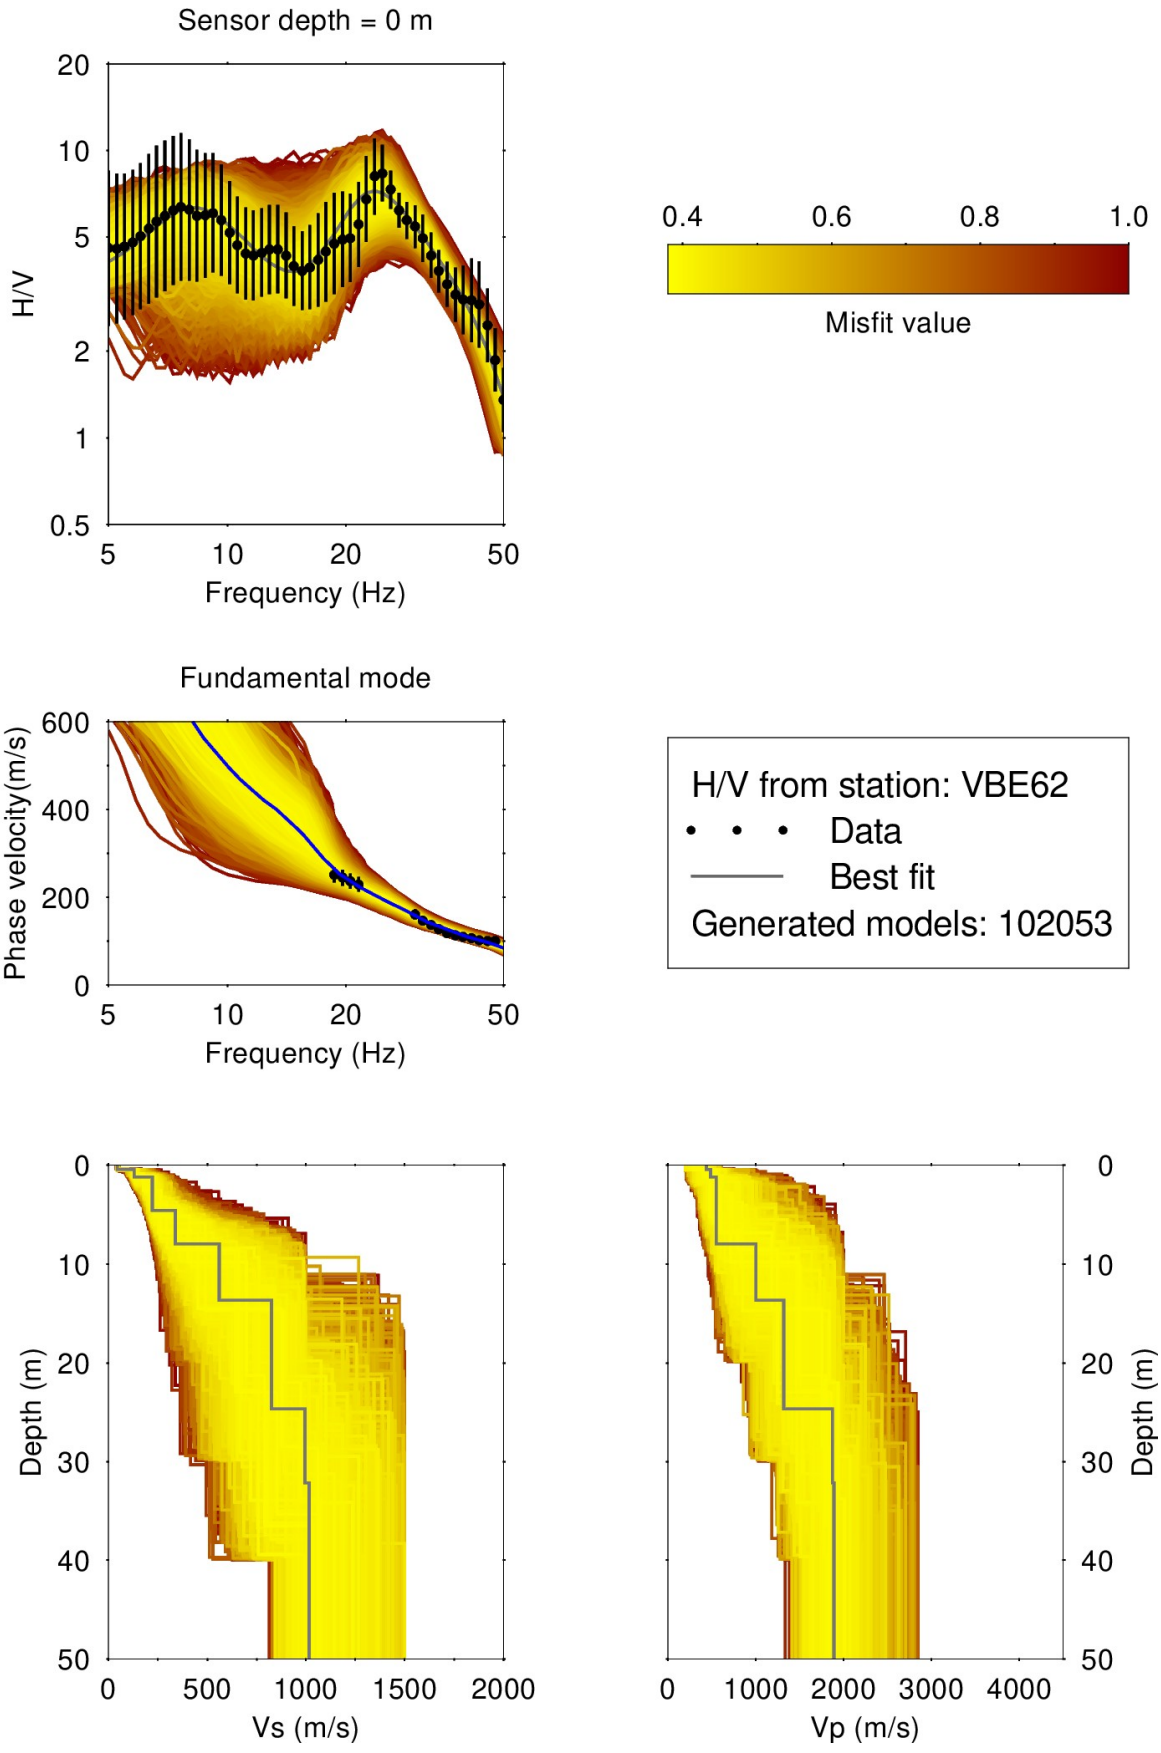 Sensor depth = 0 m
20
10
5
2
1
0.5
H/V
5 10 20 50
Frequency (Hz)
0.4 0.6 0.8 1.0
Misfit value
Fundamental mode
600
400
200
0
Phase velocity(m/s)
5 10 20 50
Frequency (Hz)
H/V from station: VBE62
Data
Best fit
Generated models: 102053
0
10
20
30
40
50
Depth (m)
0 500 1000 1500 2000
Vs (m/s)
0
10
20
30
40
50
Depth (m)
0 1000 2000 3000 4000
Vp (m/s)